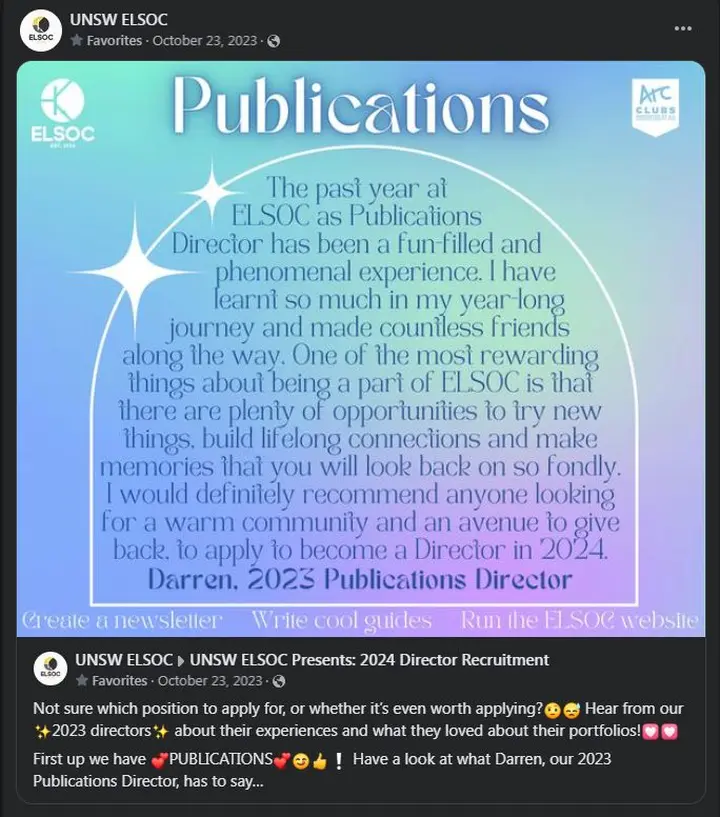 UNSW ELSOC
Favorites · October 23, 2023 ·
ELSOC
Publications
ELSOC
EST. 1934
Arc
CLUBS
The past year at
ELSOC as Publications
Director has been a fun-filled and
phenomenal experience. I have
learnt so much in my year-long
journey and made countless friends
along the way. One of the most rewarding
things about being a part of ELSOC is that
there are plenty of opportunities to try new
things, build lifelong connections and make
memories that you will look back on so fondly.
I would definitely recommend anyone looking
for a warm community and an avenue to give
back, to apply to become a Director in 2024.
Darren, 2023 Publications Director
Create a newsletter Write cool guides Run the ELSOC website
ELSOC
UNSW ELSOC ▸ UNSW ELSOC Presents: 2024 Director Recruitment
Favorites · October 23, 2023 ·
Not sure which position to apply for, or whether it's even worth applying?🤨😅 Hear from our
✨2023 directors✨ about their experiences and what they loved about their portfolios!💟💟
First up we have 💕PUBLICATIONS💕😊👍❕ Have a look at what Darren, our 2023
Publications Director, has to say...